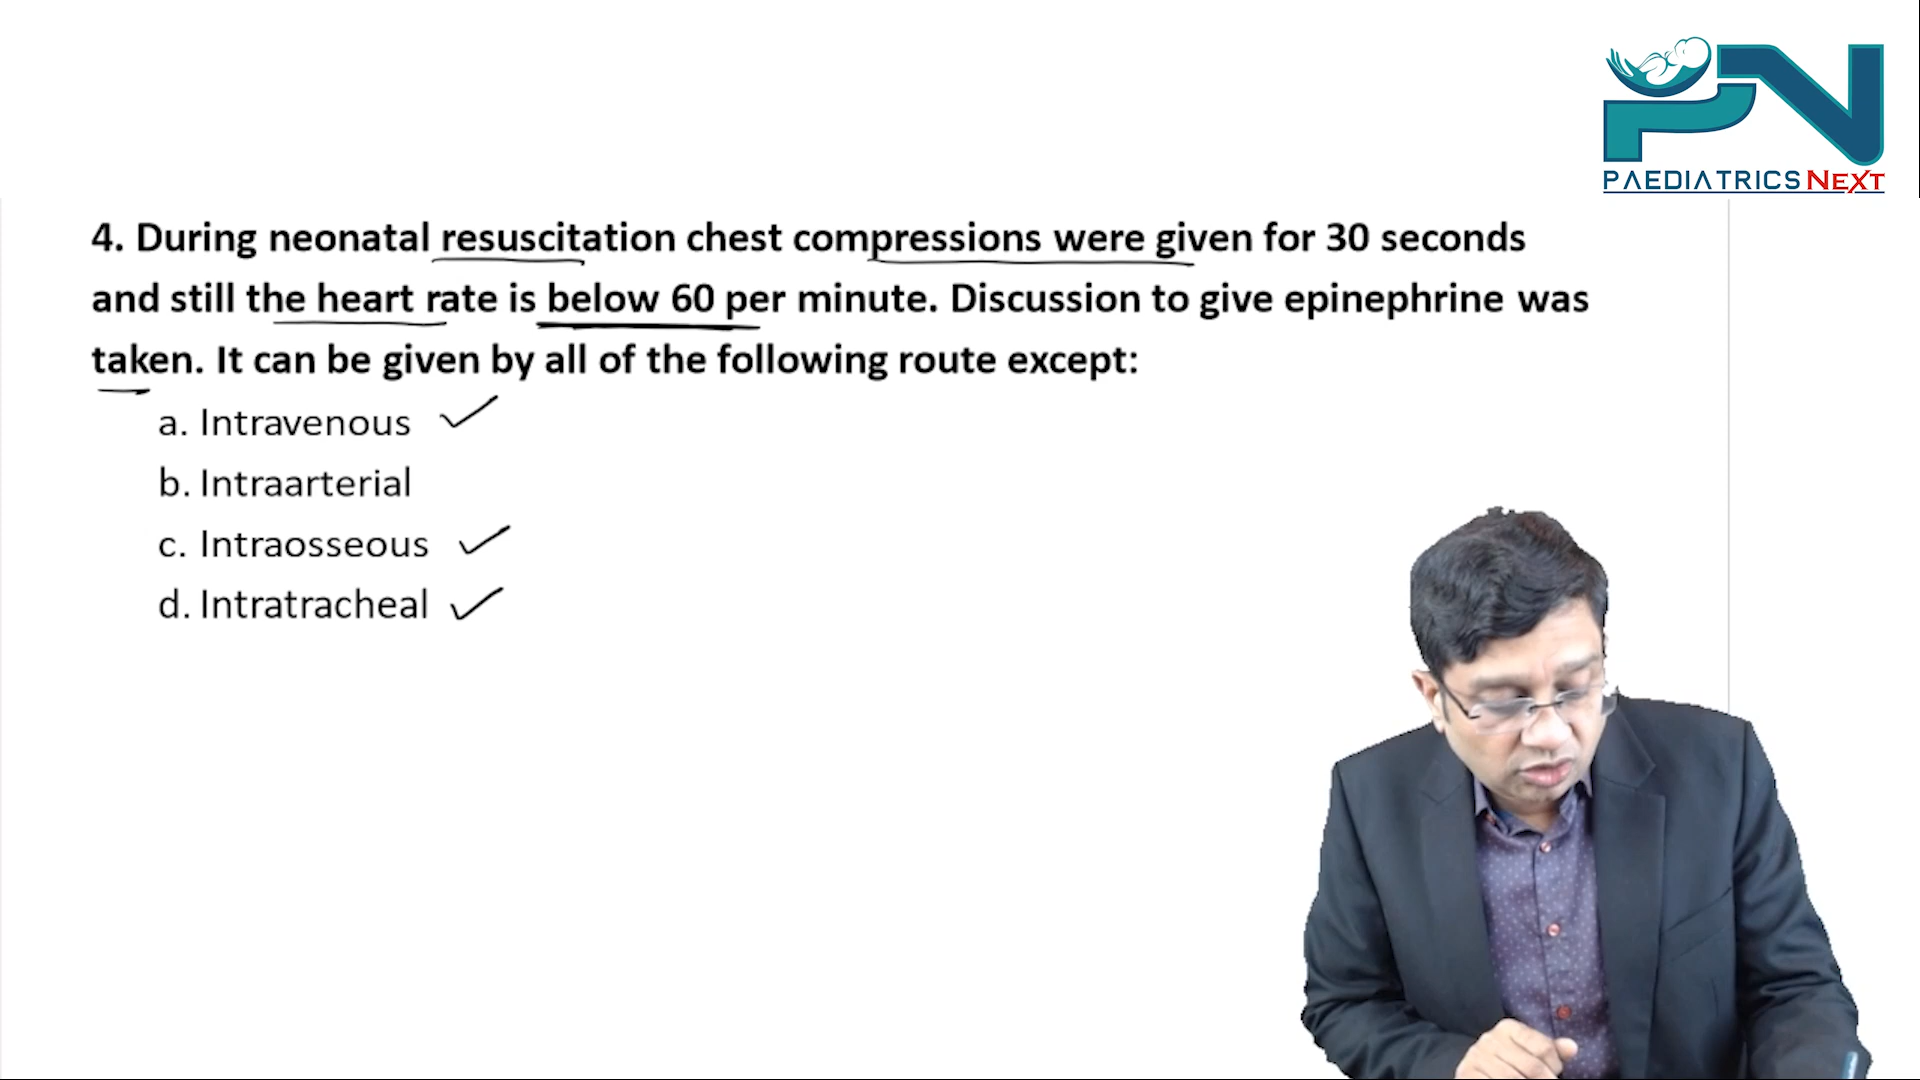 PAEDIATRICS NEXT
4. During neonatal resuscitation chest compressions were given for 30 seconds
and still the heart rate is below 60 per minute. Discussion to give epinephrine was
taken. It can be given by all of the following route except:
a. Intravenous
b. Intraarterial
c. Intraosseous
d. Intratracheal